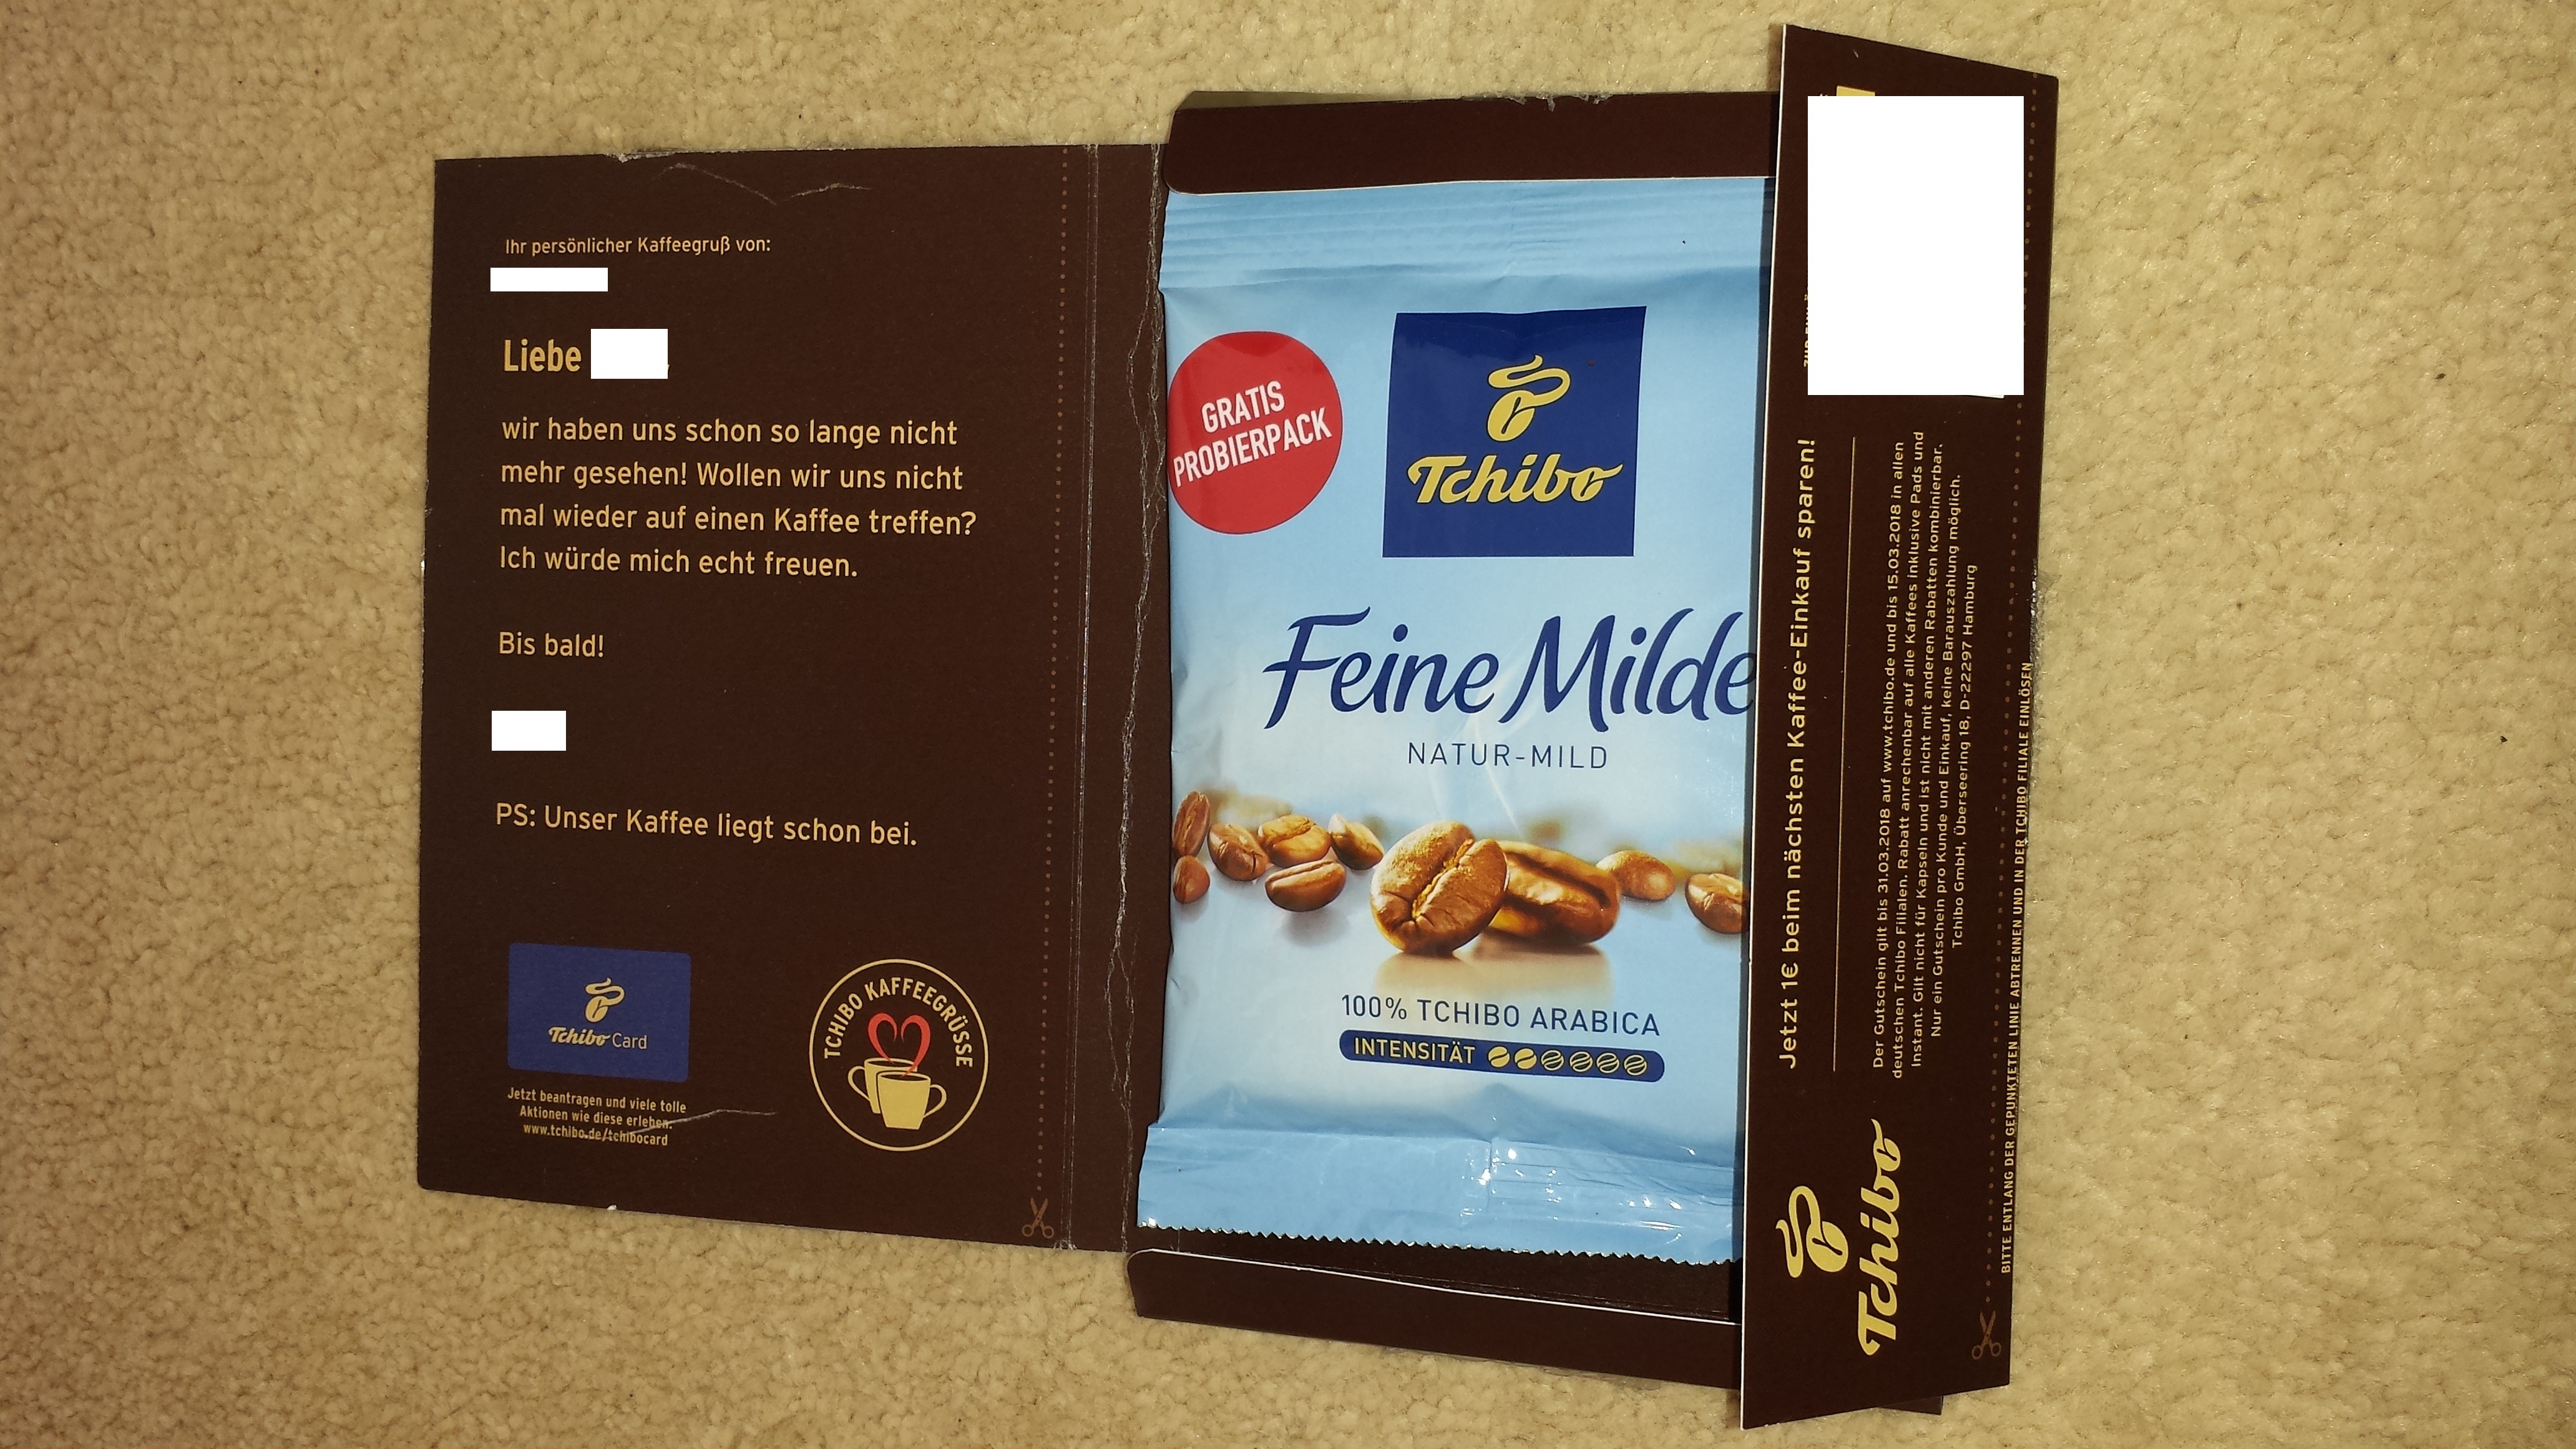 Ihr persönlicher Kaffeegruß von:
Liebe
wir haben uns schon so lange nicht
mehr gesehen! Wollen wir uns nicht
mal wieder auf einen Kaffee treffen?
Ich würde mich echt freuen.
Bis bald!
PS: Unser Kaffee liegt schon bei.
Tchibo Card
Jetzt beantragen und viele tolle
Aktionen wie diese erleben.
www.tchibo.de/tchibocard
TCHIBO KAFFEEGRÜSSE
GRATIS
PROBIERPACK
Tchibo
Feine Milde
NATUR-MILD
100% TCHIBO ARABICA
INTENSITÄT
Tchibo
Jetzt 1€ beim nächsten Kaffee-Einkauf sparen!
Der Gutschein gilt bis 31.03.2018 auf www.tchibo.de und bis 15.03.2018 in allen
deutschen Tchibo Filialen. Rabatt anrechenbar auf alle Kaffees inklusive Pads und
Instant. Gilt nicht für Kapseln und ist nicht mit anderen Rabatten kombinierbar.
Nur ein Gutschein pro Kunde und Einkauf, keine Barauszahlung möglich.
Tchibo GmbH, Überseering 18, D-22297 Hamburg
BITTE ENTLANG DER GEPUNKTETEN LINIE ABTRENNEN UND IN DER TCHIBO FILIALE EINLÖSEN